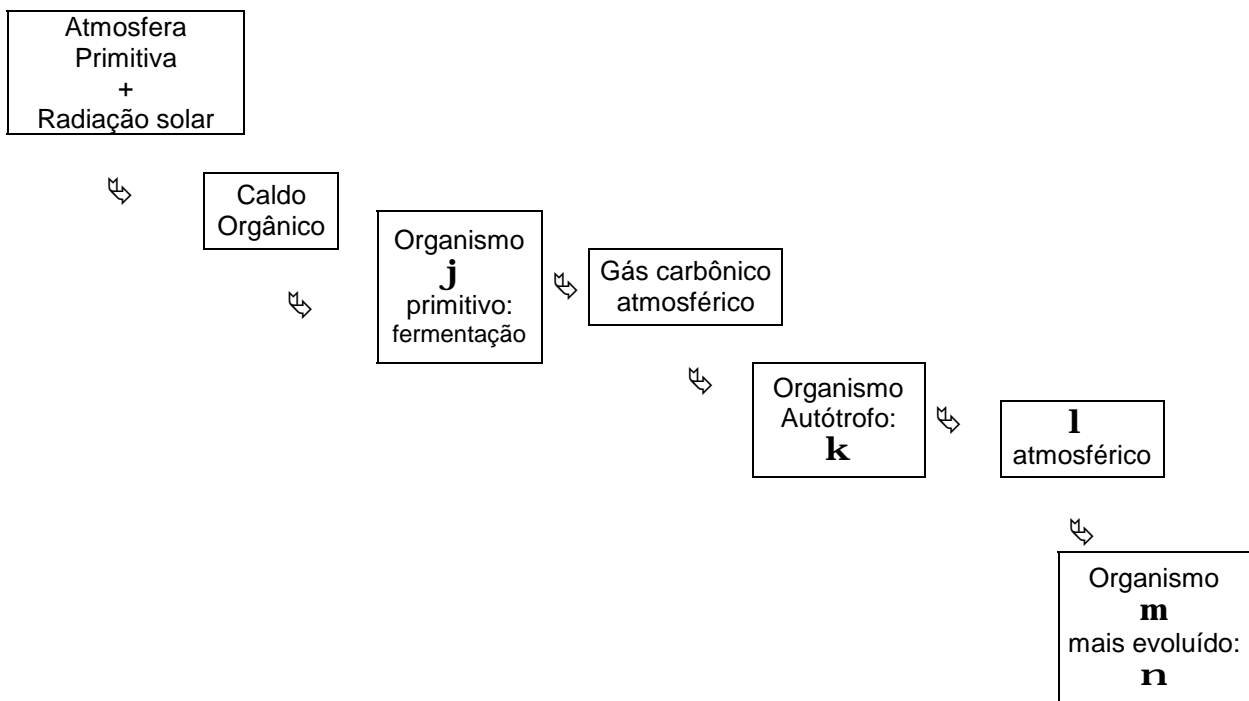 Atmosfera
Primitiva
+
Radiação solar
Caldo
Orgânico
Organismo
j
primitivo:
fermentação
Gás carbônico
atmosférico
Organismo
Autótrofo:
k
l
atmosférico
Organismo
m
mais evoluído:
n